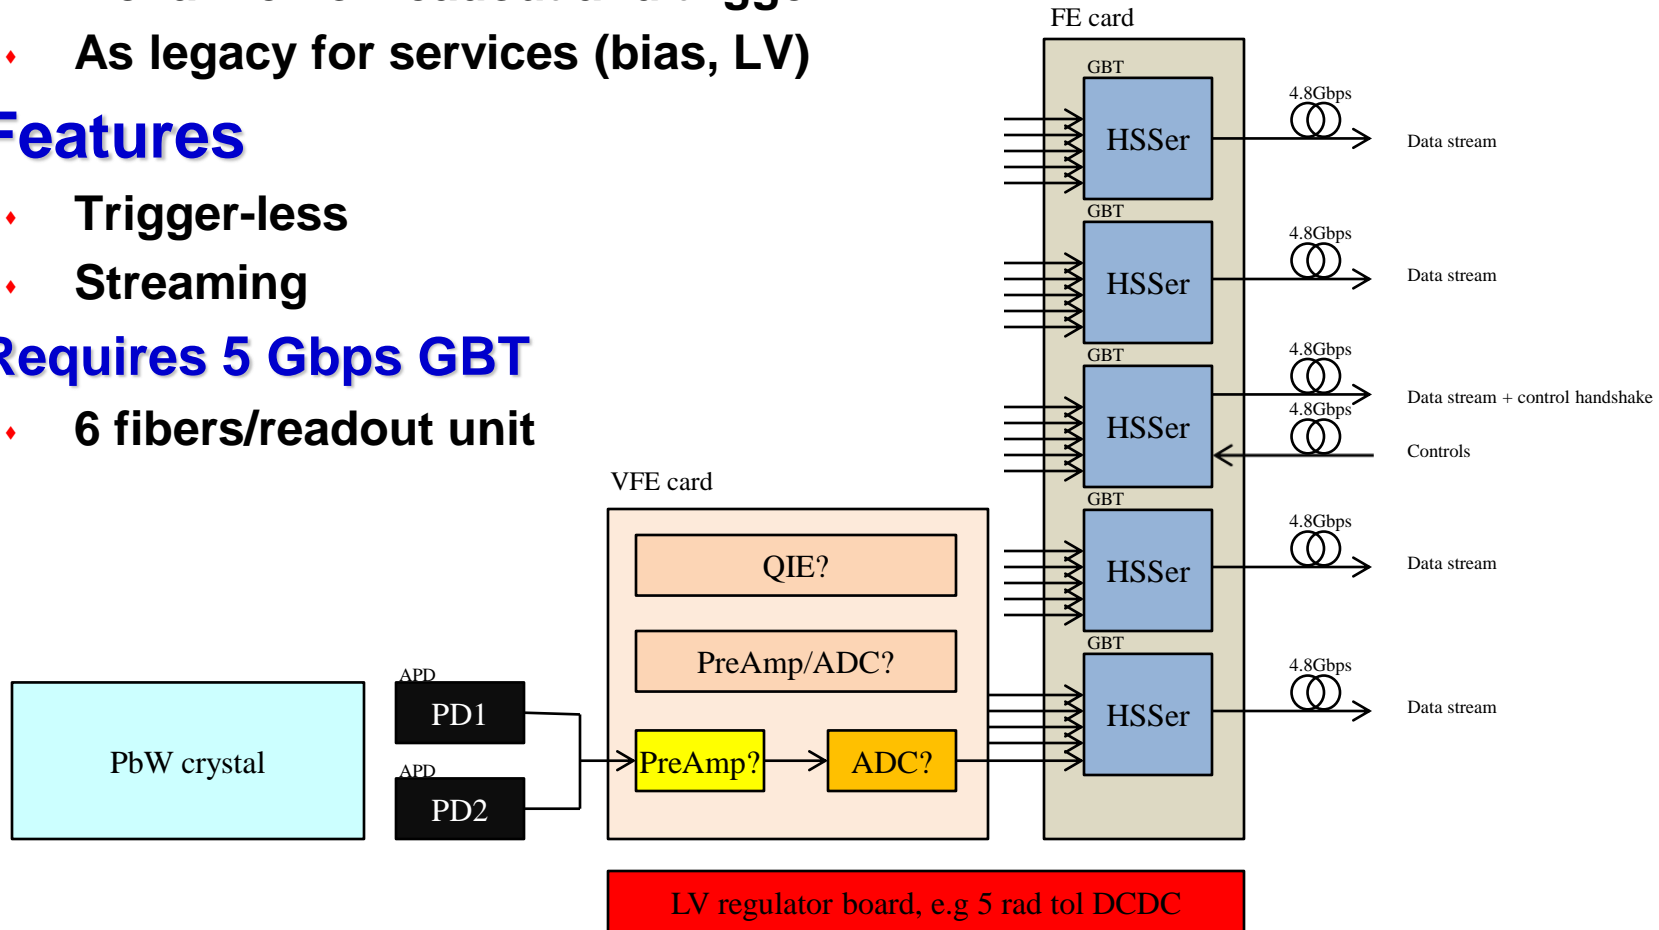 As legacy for services (bias, LV)
Features
Trigger-less
Streaming
Requires 5 Gbps GBT
6 fibers/readout unit
FE card
GBT
HSSer
4.8Gbps
Data stream
GBT
HSSer
4.8Gbps
Data stream
GBT
HSSer
4.8Gbps
Data stream + control handshake
4.8Gbps
Controls
GBT
HSSer
4.8Gbps
Data stream
GBT
HSSer
4.8Gbps
Data stream
VFE card
QIE?
PreAmp/ADC?
PreAmp?
ADC?
APD
PD1
APD
PD2
PbW crystal
LV regulator board, e.g 5 rad tol DCDC